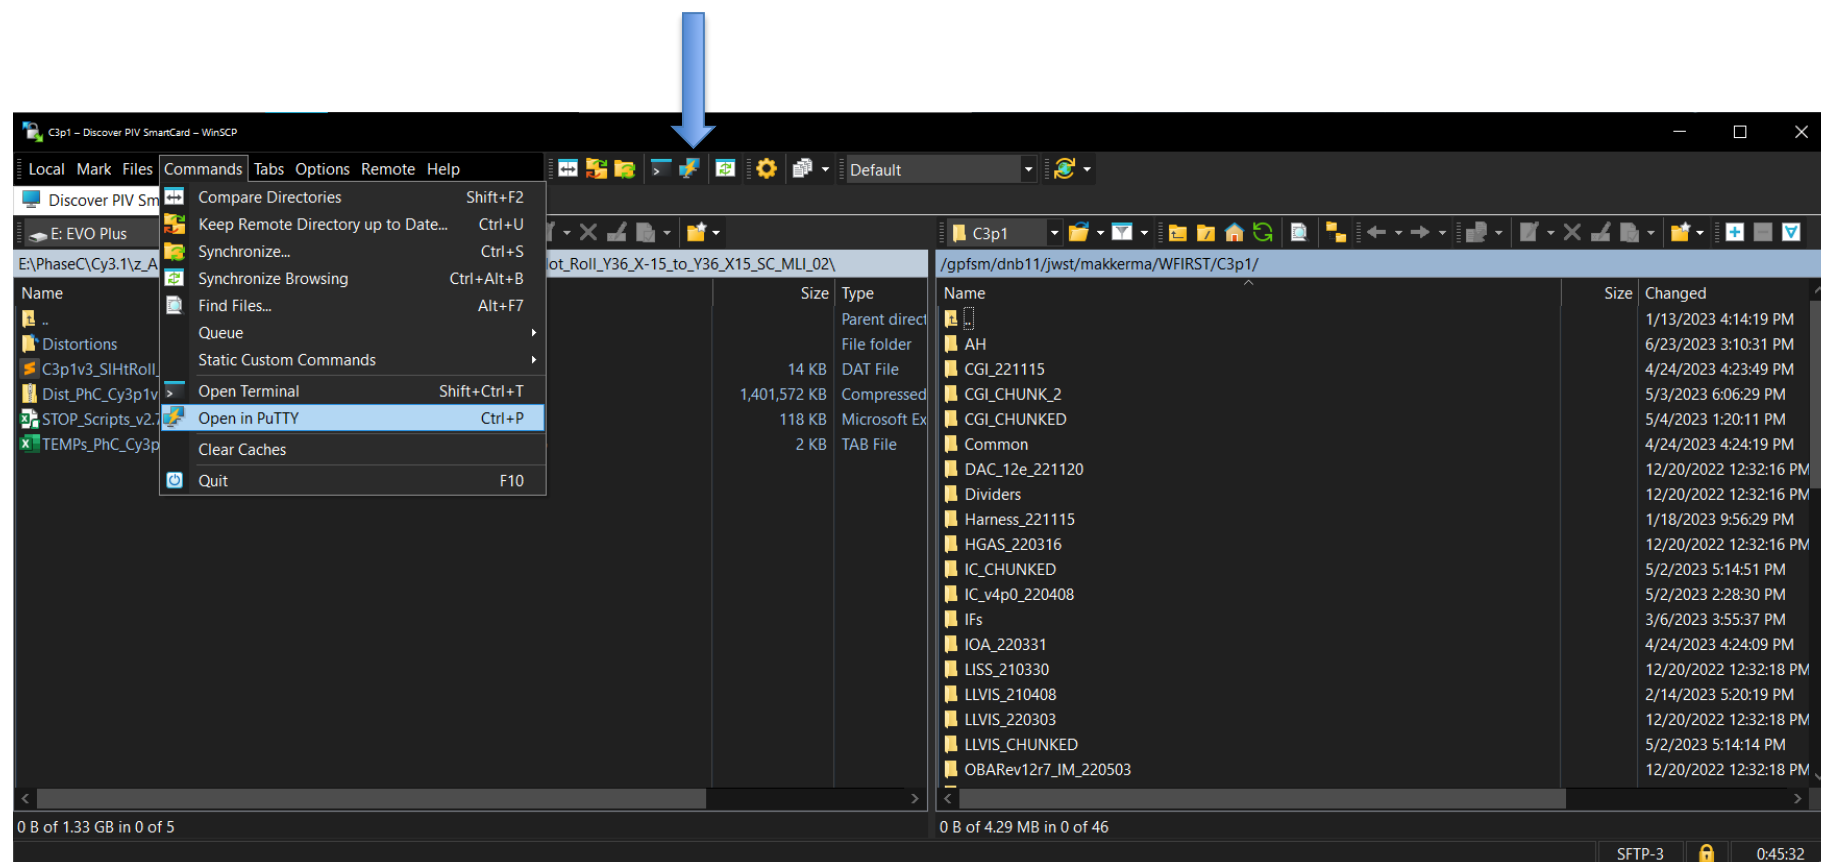 C3p1 – Discover PIV SmartCard – WinSCP
Local Mark Files Commands Tabs Options Remote Help
Default
Discover PIV Sm
Compare Directories Shift+F2
Keep Remote Directory up to Date... Ctrl+U
Synchronize... Ctrl+S
Synchronize Browsing Ctrl+Alt+B
Find Files... Alt+F7
Queue
Static Custom Commands
Open Terminal Shift+Ctrl+T
Open in PuTTY Ctrl+P
Clear Caches
Quit F10
E: EVO Plus
E:\PhaseC\Cy3.1\z_A
lot_Roll_Y36_X-15_to_Y36_X15_SC_MLI_02\
Name Size Type
.. Parent direct
Distortions File folder
C3p1v3_SIHtRoll_ 14 KB DAT File
Dist_PhC_Cy3p1v 1,401,572 KB Compressed
STOP_Scripts_v2.7 118 KB Microsoft Ex
TEMPs_PhC_Cy3p 2 KB TAB File
0 B of 1.33 GB in 0 of 5
C3p1
/gpfsm/dnb11/jwst/makkerma/WFIRST/C3p1/
Name Size Changed
.. 1/13/2023 4:14:19 PM
AH 6/23/2023 3:10:31 PM
CGI_221115 4/24/2023 4:23:49 PM
CGI_CHUNK_2 5/3/2023 6:06:29 PM
CGI_CHUNKED 5/4/2023 1:20:11 PM
Common 4/24/2023 4:24:19 PM
DAC_12e_221120 12/20/2022 12:32:16 PM
Dividers 12/20/2022 12:32:16 PM
Harness_221115 1/18/2023 9:56:29 PM
HGAS_220316 12/20/2022 12:32:16 PM
IC_CHUNKED 5/2/2023 5:14:51 PM
IC_v4p0_220408 5/2/2023 2:28:30 PM
IFs 3/6/2023 3:55:37 PM
IOA_220331 4/24/2023 4:24:09 PM
LISS_210330 12/20/2022 12:32:18 PM
LLVIS_210408 2/14/2023 5:20:19 PM
LLVIS_220303 12/20/2022 12:32:18 PM
LLVIS_CHUNKED 5/2/2023 5:14:14 PM
OBARev12r7_IM_220503 12/20/2022 12:32:18 PM
0 B of 4.29 MB in 0 of 46
SFTP-3 0:45:32